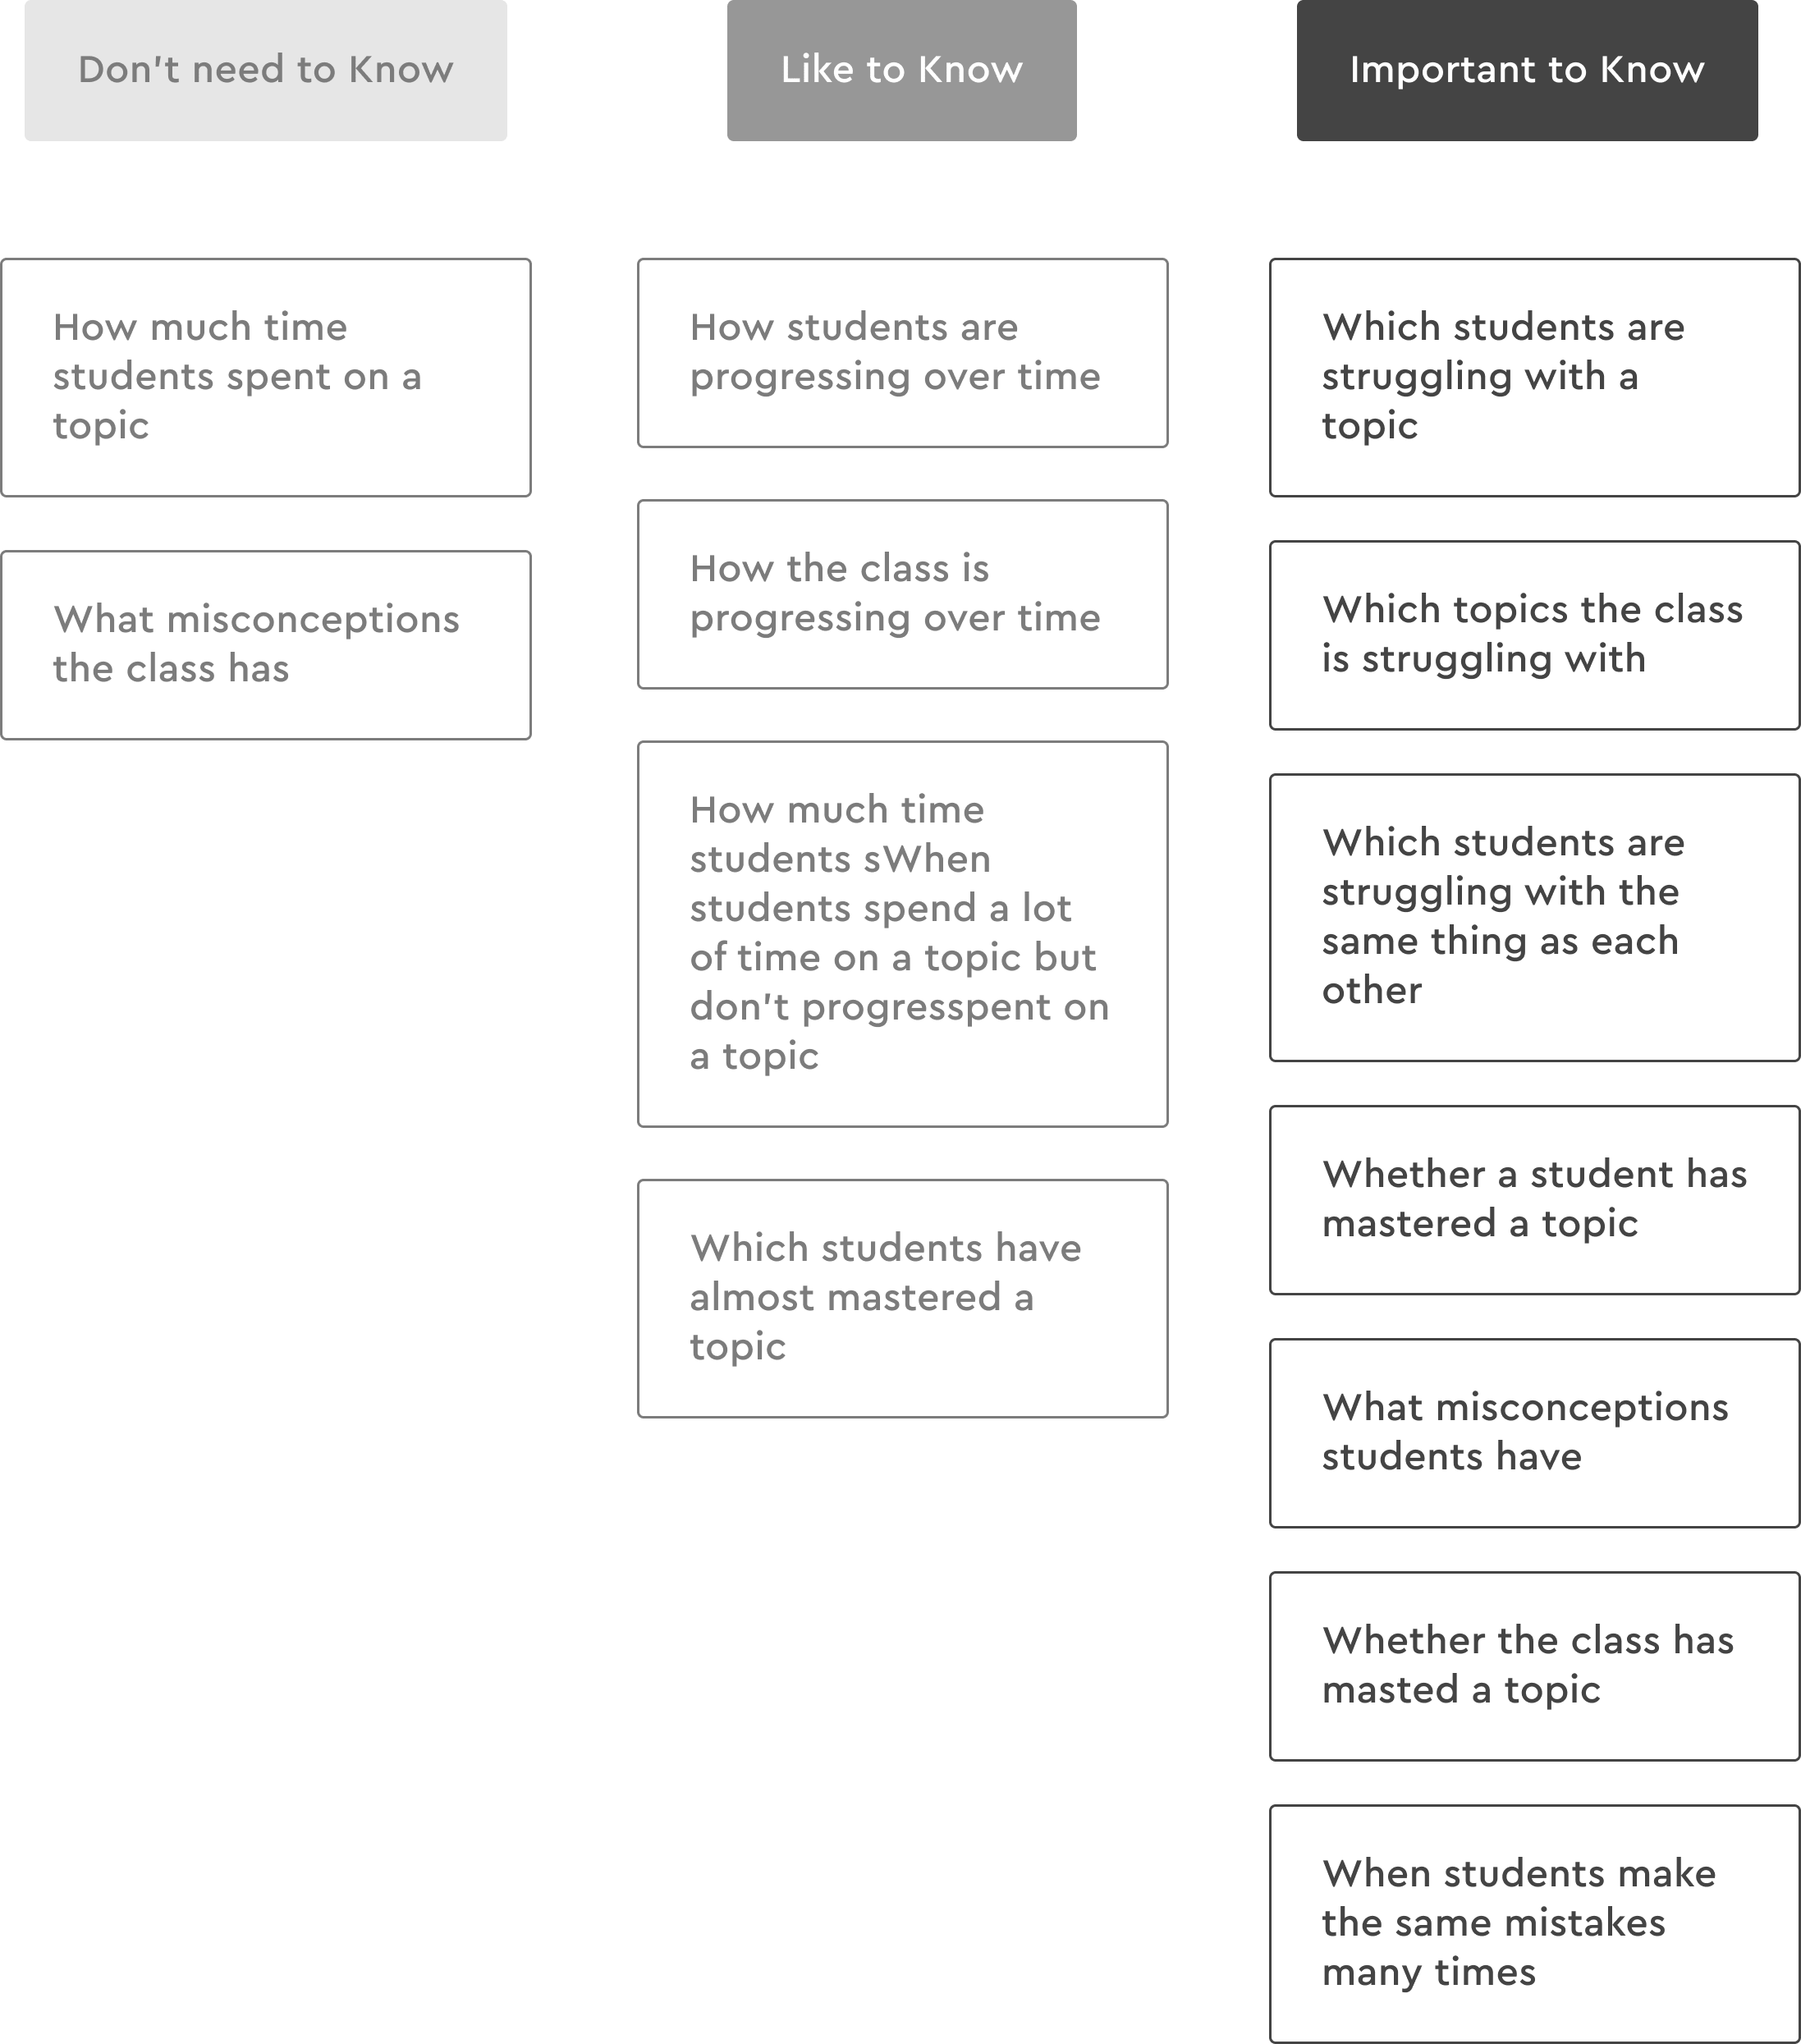 Don't need to Know
How much time
students spent on a
topic
What misconceptions
the class has
Like to Know
How students are
progressing over time
How the class is
progressing over time
How much time
students sWhen
students spend a lot
of time on a topic but
don't progresspent on
a topic
Which students have
almost mastered a
topic
Important to Know
Which students are
struggling with a
topic
Which topics the class
is struggling with
Which students are
struggling with the
same thing as each
other
Whether a student has
mastered a topic
What misconceptions
students have
Whether the class has
masted a topic
When students make
the same mistakes
many times